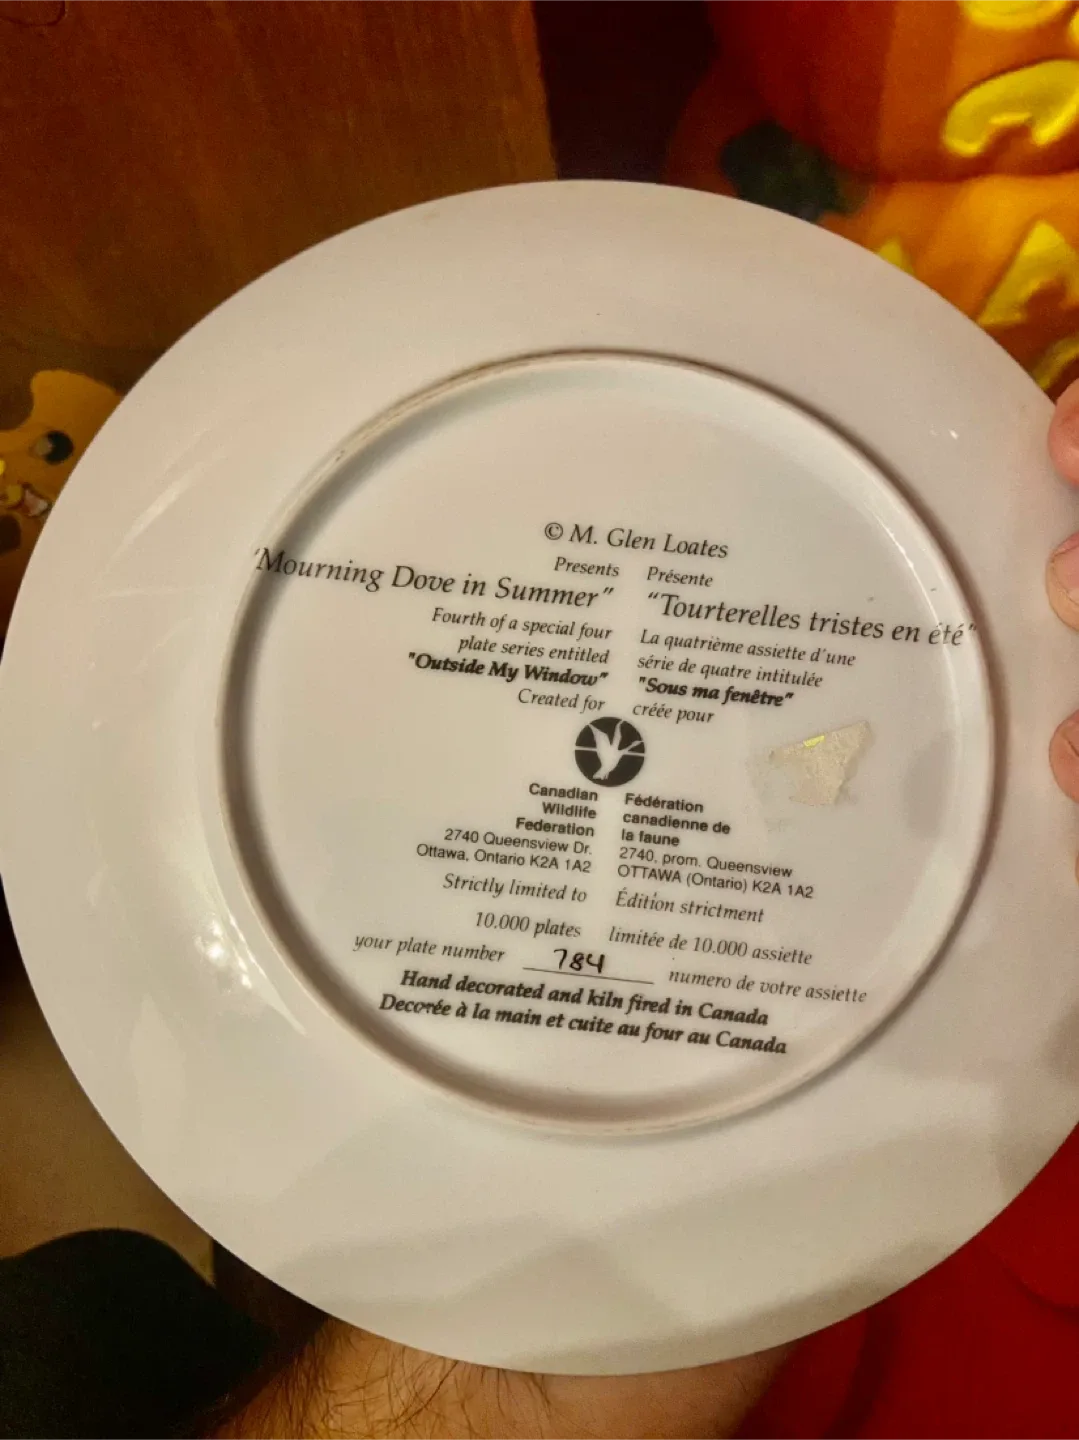 © M. Glen Loates
Presents
"Mourning Dove in Summer"
Fourth of a special four
plate series entitled
"Outside My Window"
Created for
Présente
"Tourterelles tristes en été"
La quatrième assiette d'une
série de quatre intitulée
"Sous ma fenêtre"
créée pour
Canadian
Wildlife
Federation
2740 Queensview Dr.
Ottawa, Ontario K2A 1A2
Fédération
canadienne de
la faune
2740, prom. Queensview
OTTAWA (Ontario) K2A 1A2
Strictly limited to
10.000 plates
Édition strictment
limitée de 10.000 assiette
your plate number 784 numero de votre assiette
Hand decorated and kiln fired in Canada
Decorée à la main et cuite au four au Canada